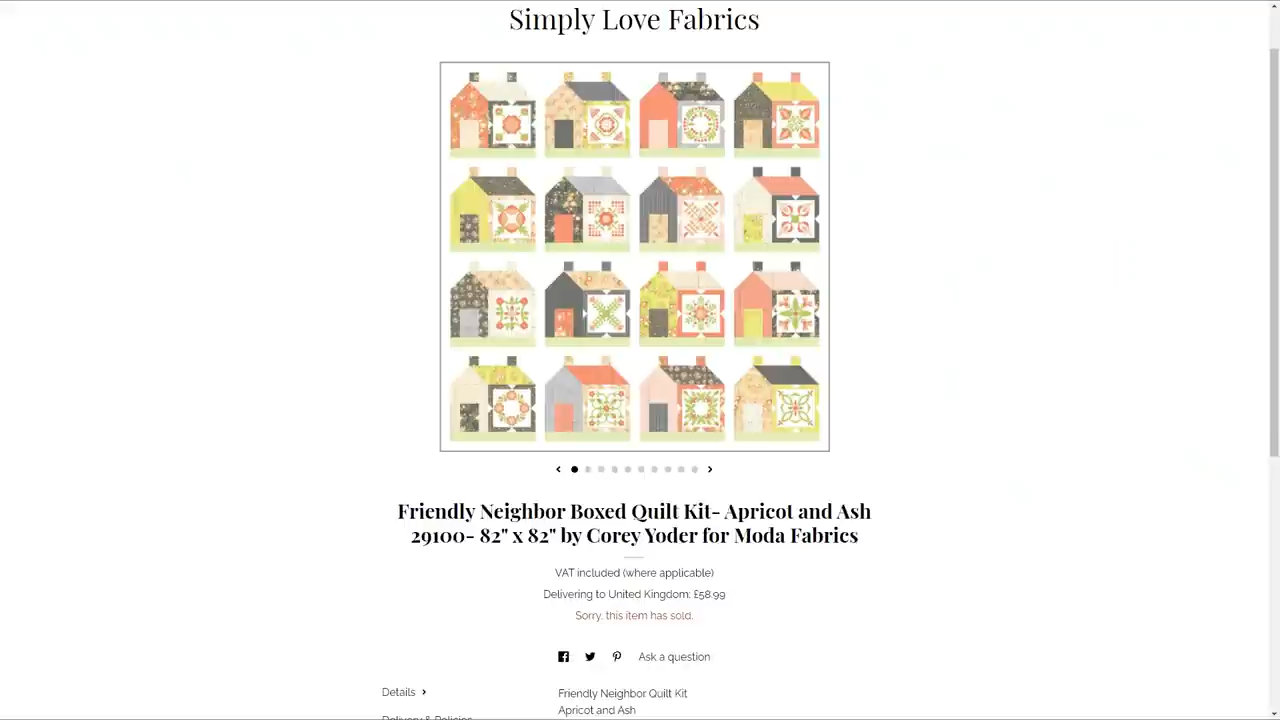 Simply Love Fabrics
Friendly Neighbor Boxed Quilt Kit- Apricot and Ash
29100- 82" x 82" by Corey Yoder for Moda Fabrics
VAT included (where applicable)
Delivering to United Kingdom: £58.99
Sorry, this item has sold.
Ask a question
Details
Friendly Neighbor Quilt Kit
Apricot and Ash
Delivery & Policies